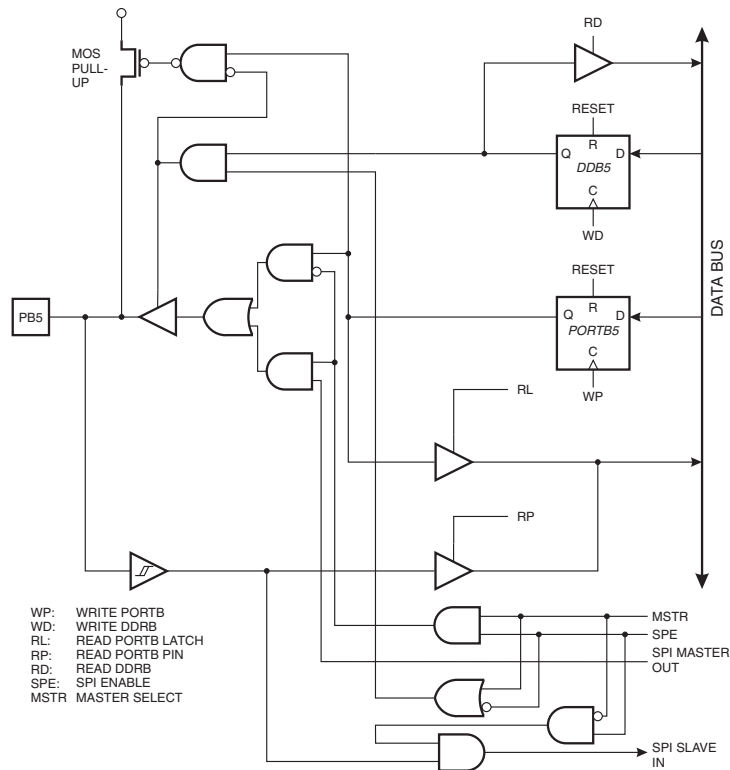 RD
MOS
PULL-
UP
RESET
R
Q
D
DDB5
C
WD
RESET
R
Q
D
PORTB5
C
WP
DATA BUS
PB5
RL
RP
WP: WRITE PORTB
WD: WRITE DDRB
RL: READ PORTB LATCH
RP: READ PORTB PIN
RD: READ DDRB
SPE: SPI ENABLE
MSTR MASTER SELECT
MSTR
SPE
SPI MASTER
OUT
SPI SLAVE
IN